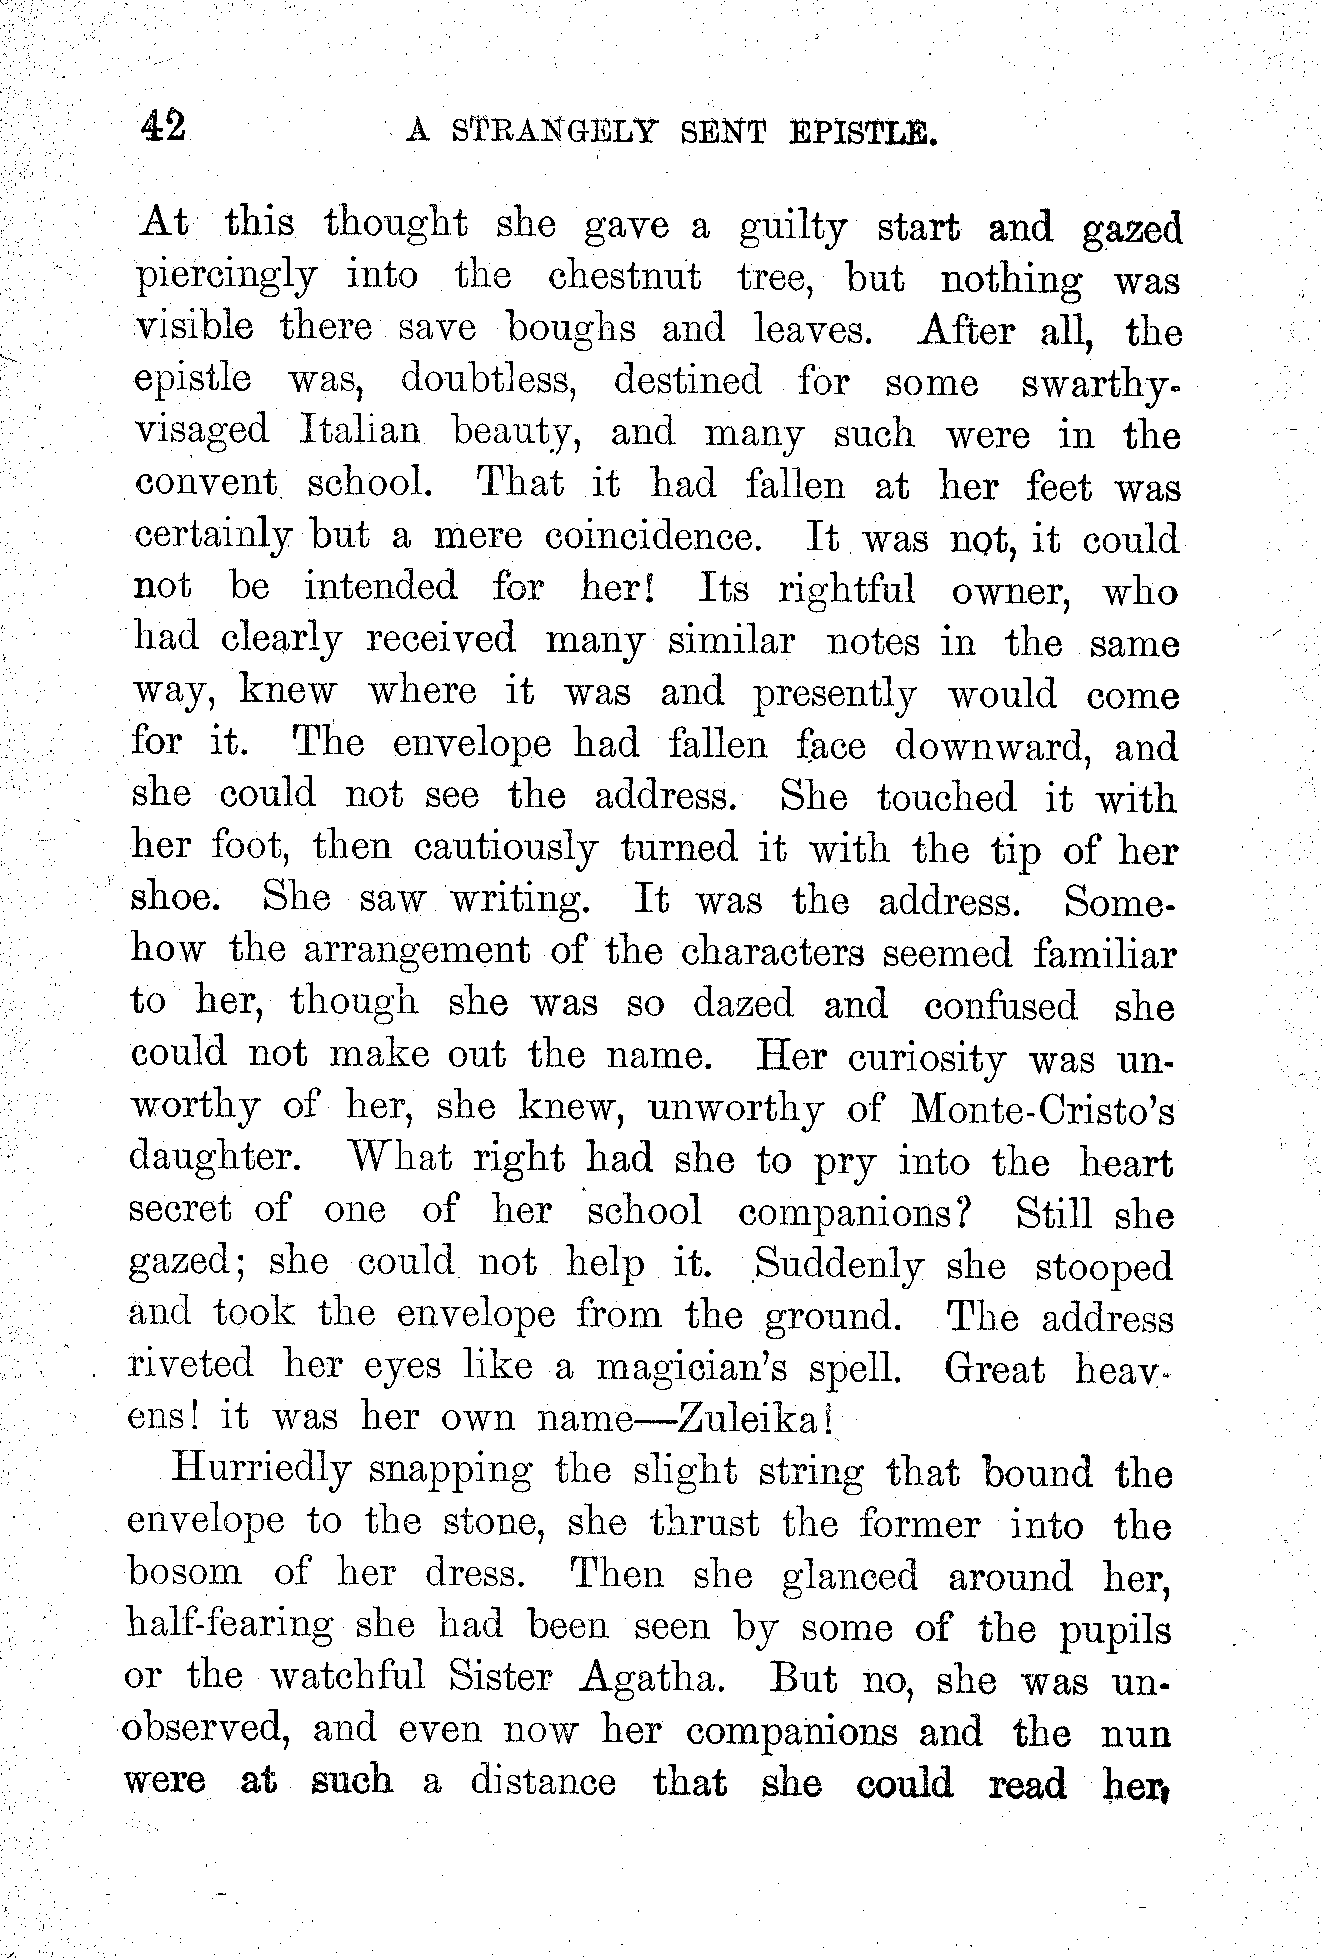 42 A STRANGELY SENT EPISTLE.
At this thought she gave a guilty start and gazed
piercingly into the chestnut tree, but nothing was
visible there save boughs and leaves. After all, the
epistle was, doubtless, destined for some swarthy-
visaged Italian beauty, and many such were in the
convent school. That it had fallen at her feet was
certainly but a mere coincidence. It was not, it could
not be intended for her! Its rightful owner, who
had clearly received many similar notes in the same
way, knew where it was and presently would come
for it. The envelope had fallen face downward, and
she could not see the address. She touched it with
her foot, then cautiously turned it with the tip of her
shoe. She saw writing. It was the address. Some-
how the arrangement of the characters seemed familiar
to her, though she was so dazed and confused she
could not make out the name. Her curiosity was un-
worthy of her, she knew, unworthy of Monte-Cristo's
daughter. What right had she to pry into the heart
secret of one of her school companions? Still she
gazed; she could not help it. Suddenly she stooped
and took the envelope from the ground. The address
riveted her eyes like a magician's spell. Great heav-
ens! it was her own name—Zuleika!
Hurriedly snapping the slight string that bound the
envelope to the stone, she thrust the former into the
bosom of her dress. Then she glanced around her,
half-fearing she had been seen by some of the pupils
or the watchful Sister Agatha. But no, she was un-
observed, and even now her companions and the nun
were at such a distance that she could read her